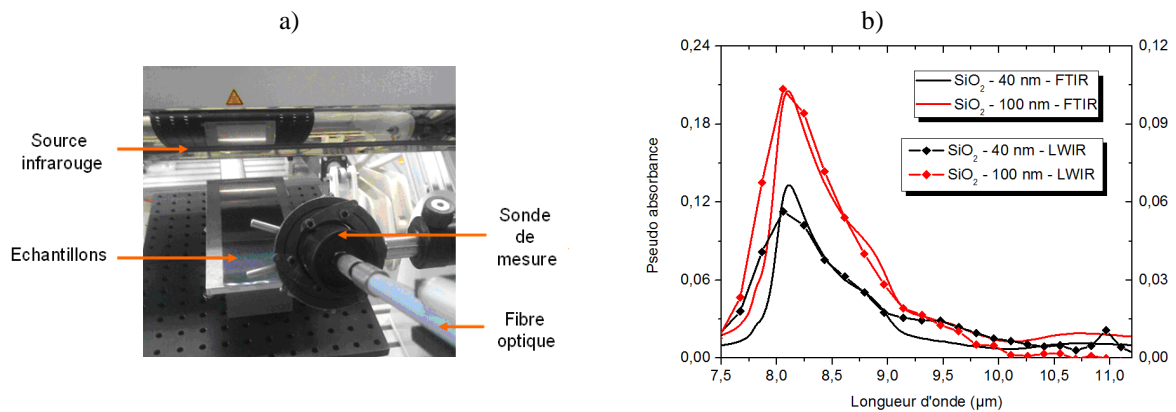 a)
Source
infrarouge
Echantillons
Sonde
de
mesure
Fibre
optique
b)
Pseudo absorbance
0,24
0,18
0,12
0,06
0,00
0,12
0,09
0,06
0,03
0,00
SiO₂ - 40 nm - FTIR
SiO₂ - 100 nm - FTIR
SiO₂ - 40 nm - LWIR
SiO₂ - 100 nm - LWIR
7,5 8,0 8,5 9,0 9,5 10,0 10,5 11,0
Longueur d'onde (µm)